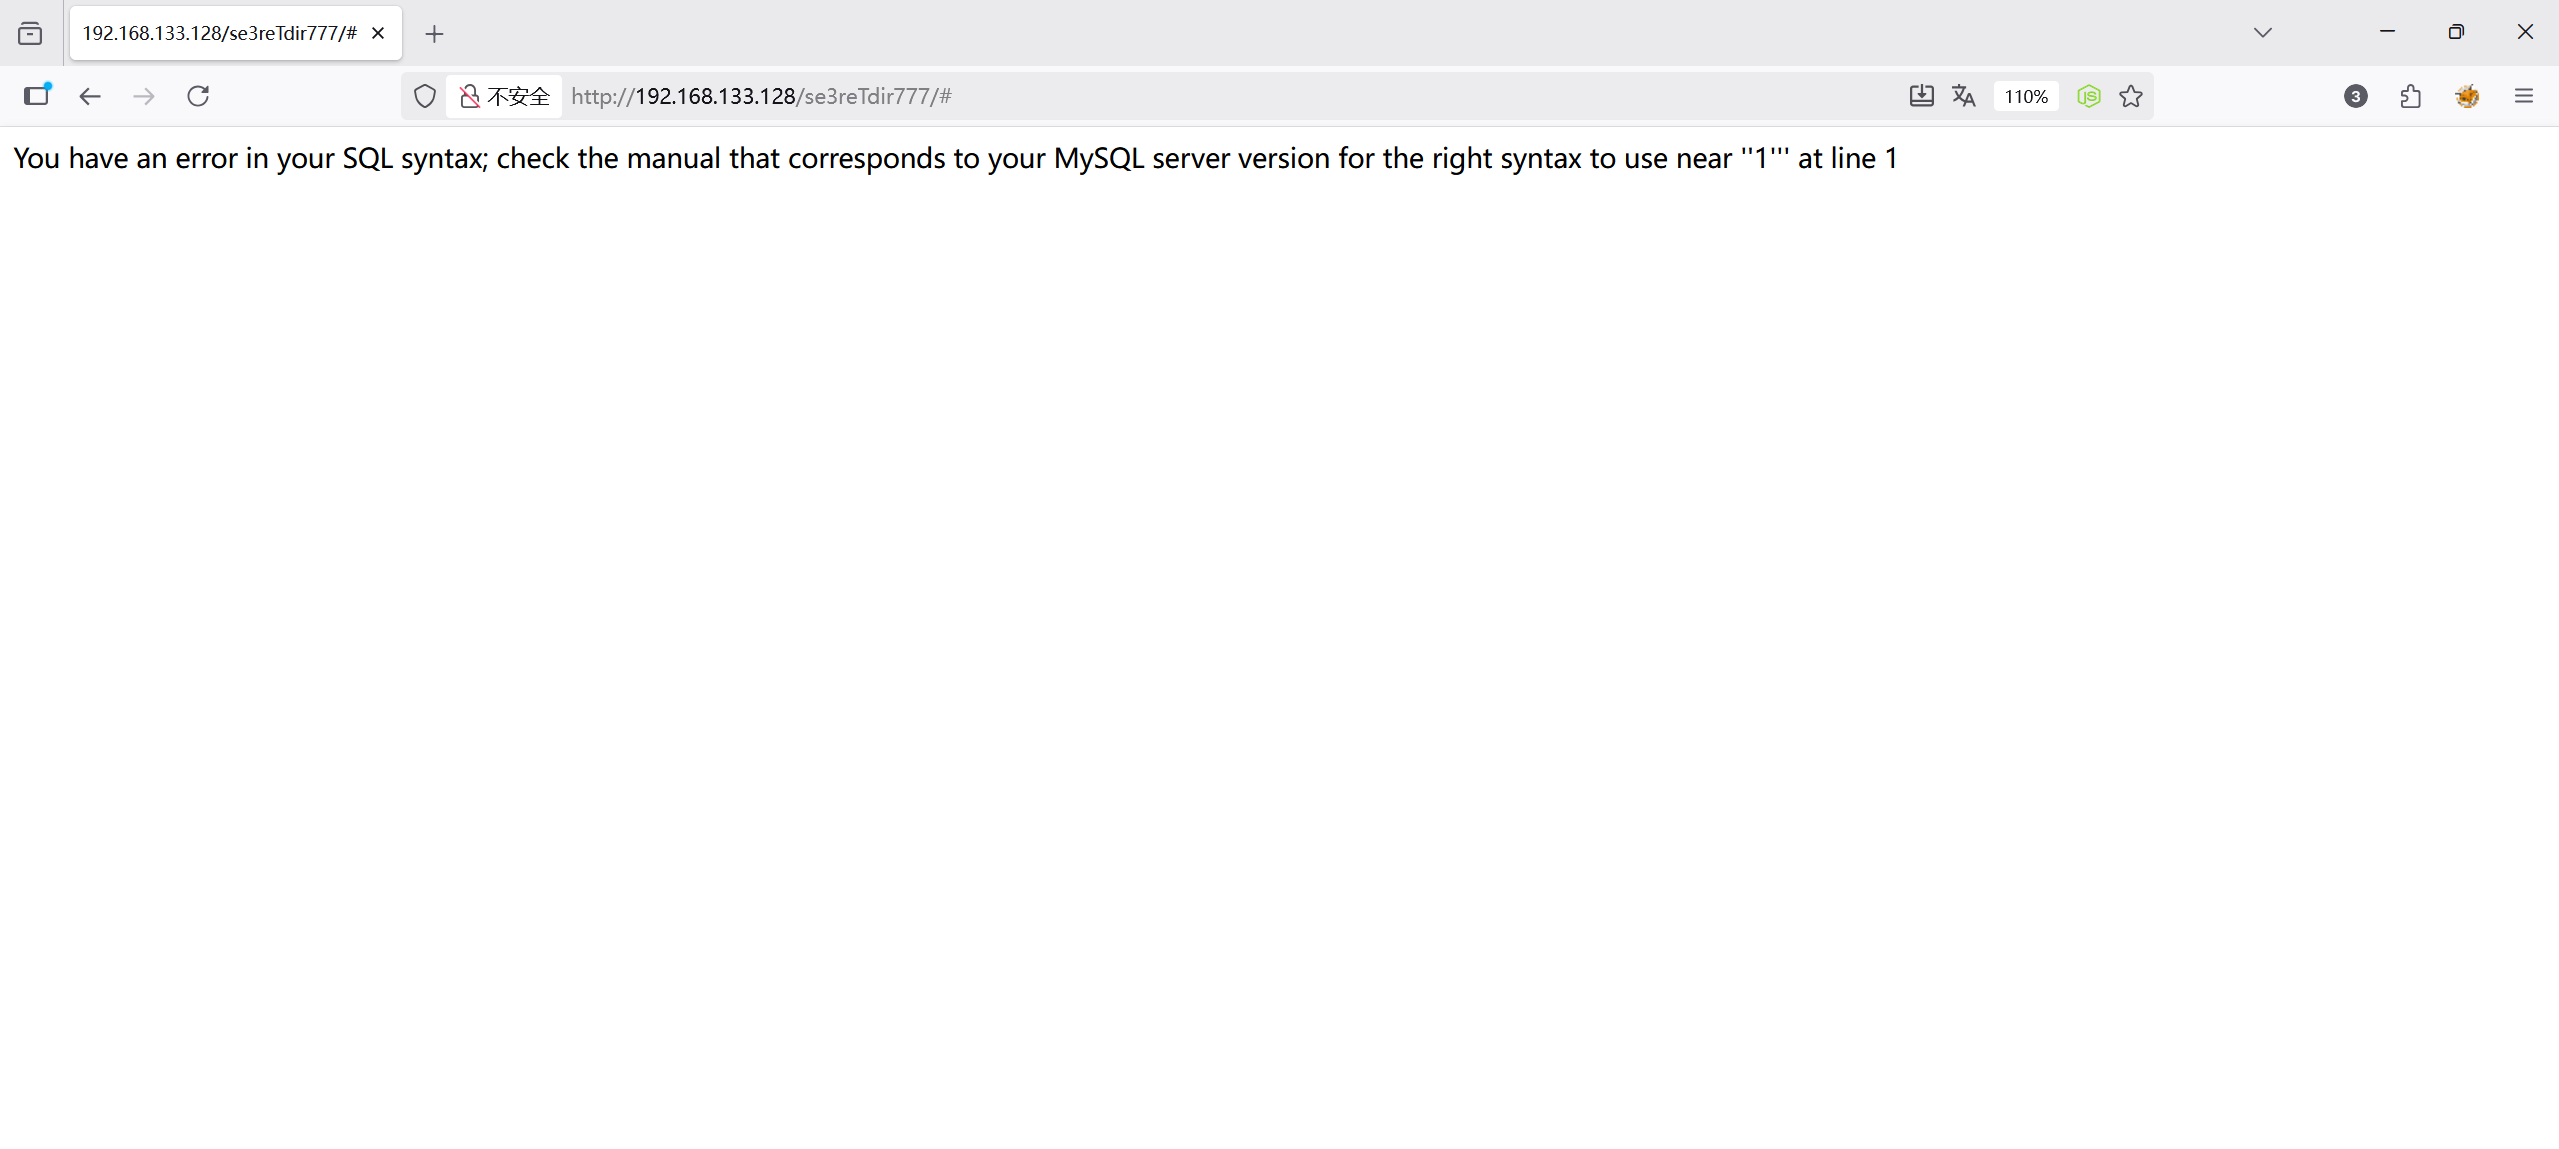 192.168.133.128/se3reTdir777/#
不安全 http://192.168.133.128/se3reTdir777/# 110% JS 3
You have an error in your SQL syntax; check the manual that corresponds to your MySQL server version for the right syntax to use near ''1''' at line 1